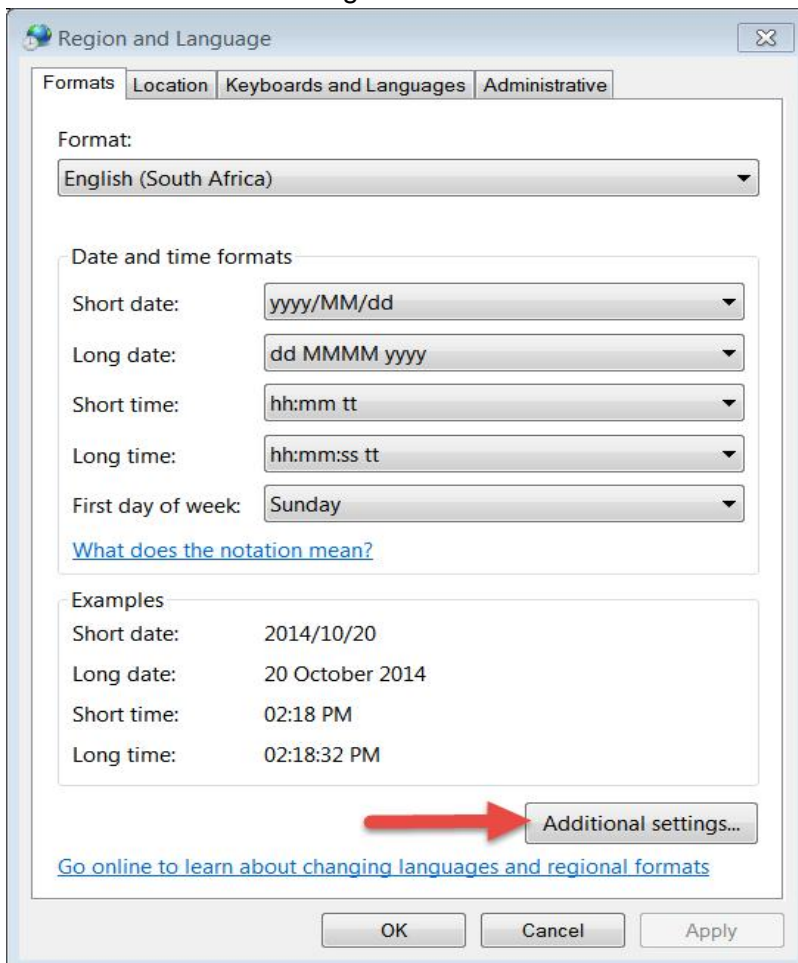 Region and Language
Formats Location Keyboards and Languages Administrative
Format:
English (South Africa)
Date and time formats
Short date: yyyy/MM/dd
Long date: dd MMMM yyyy
Short time: hh:mm tt
Long time: hh:mm:ss tt
First day of week: Sunday
What does the notation mean?
Examples
Short date: 2014/10/20
Long date: 20 October 2014
Short time: 02:18 PM
Long time: 02:18:32 PM
Additional settings...
Go online to learn about changing languages and regional formats
OK Cancel Apply